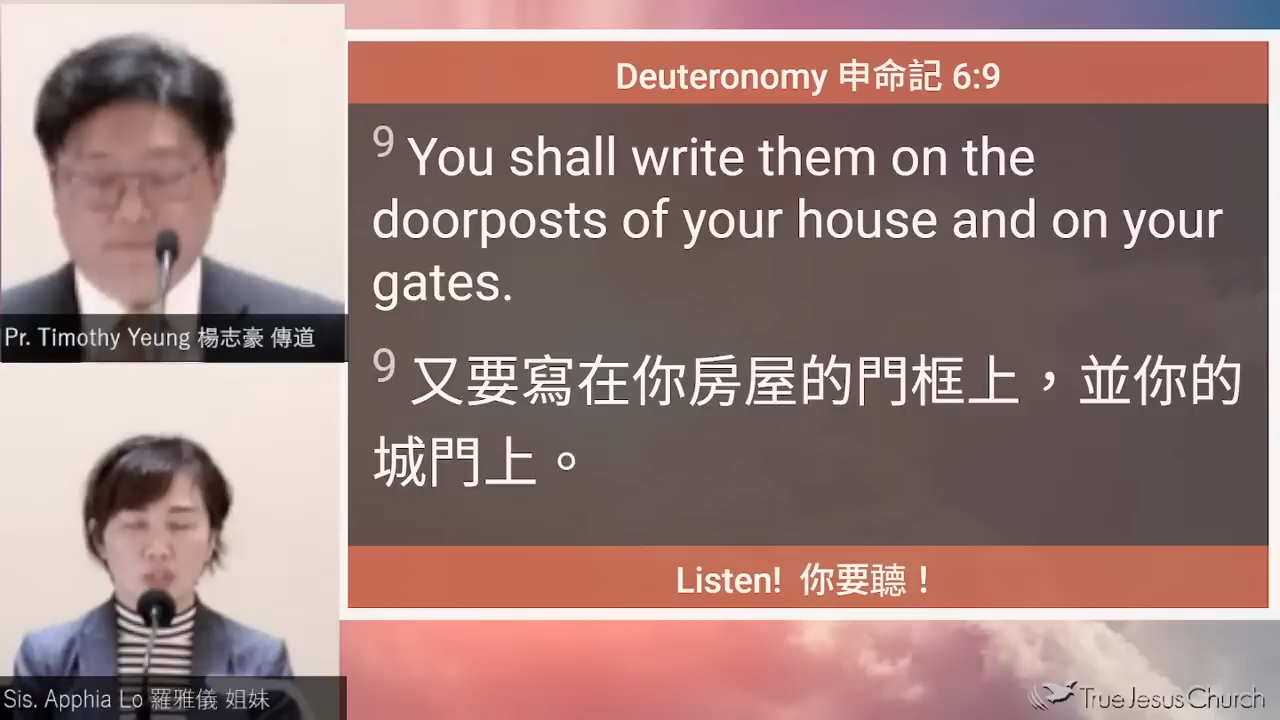 Deuteronomy 申命記 6:9
9 You shall write them on the
doorposts of your house and on your
gates.
9 又要寫在你房屋的門框上，並你的
城門上。
Listen! 你要聽！
Pr. Timothy Yeung 楊志豪 傳道
Sis. Apphia Lo 羅雅儀 姐妹
True Jesus Church